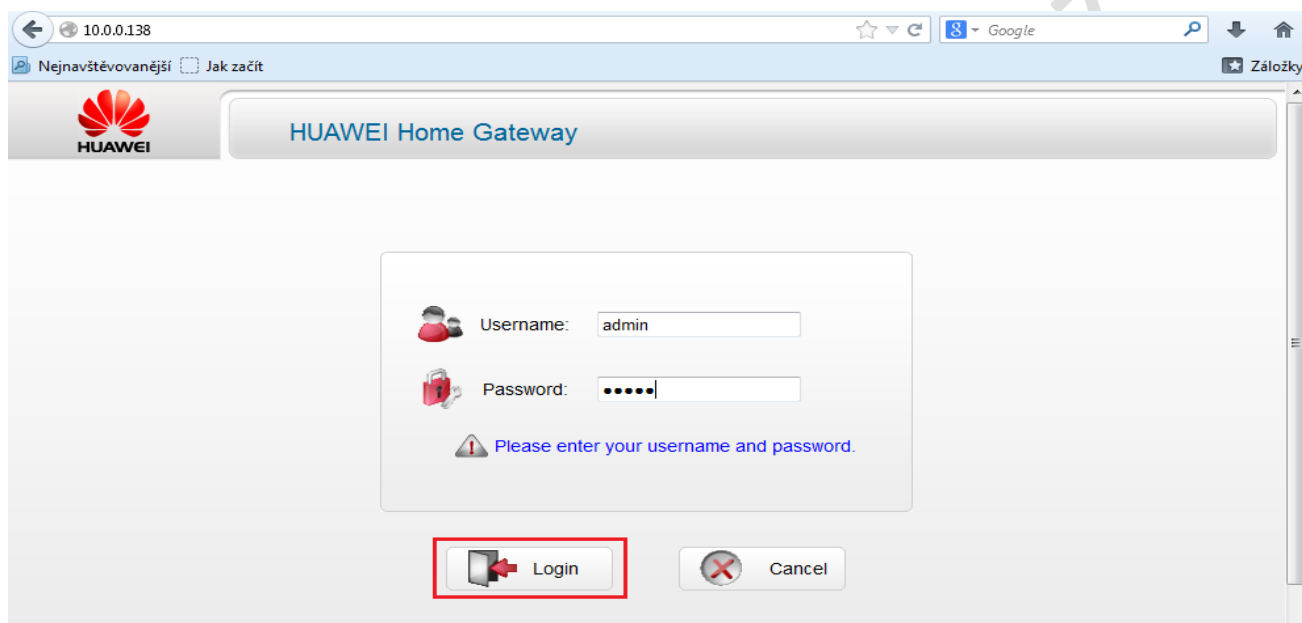 10.0.0.138
8 Google
Nejnavštěvovanější Jak začít Záložky
HUAWEI
HUAWEI Home Gateway
Username: admin
Password: •••••
Please enter your username and password.
Login Cancel